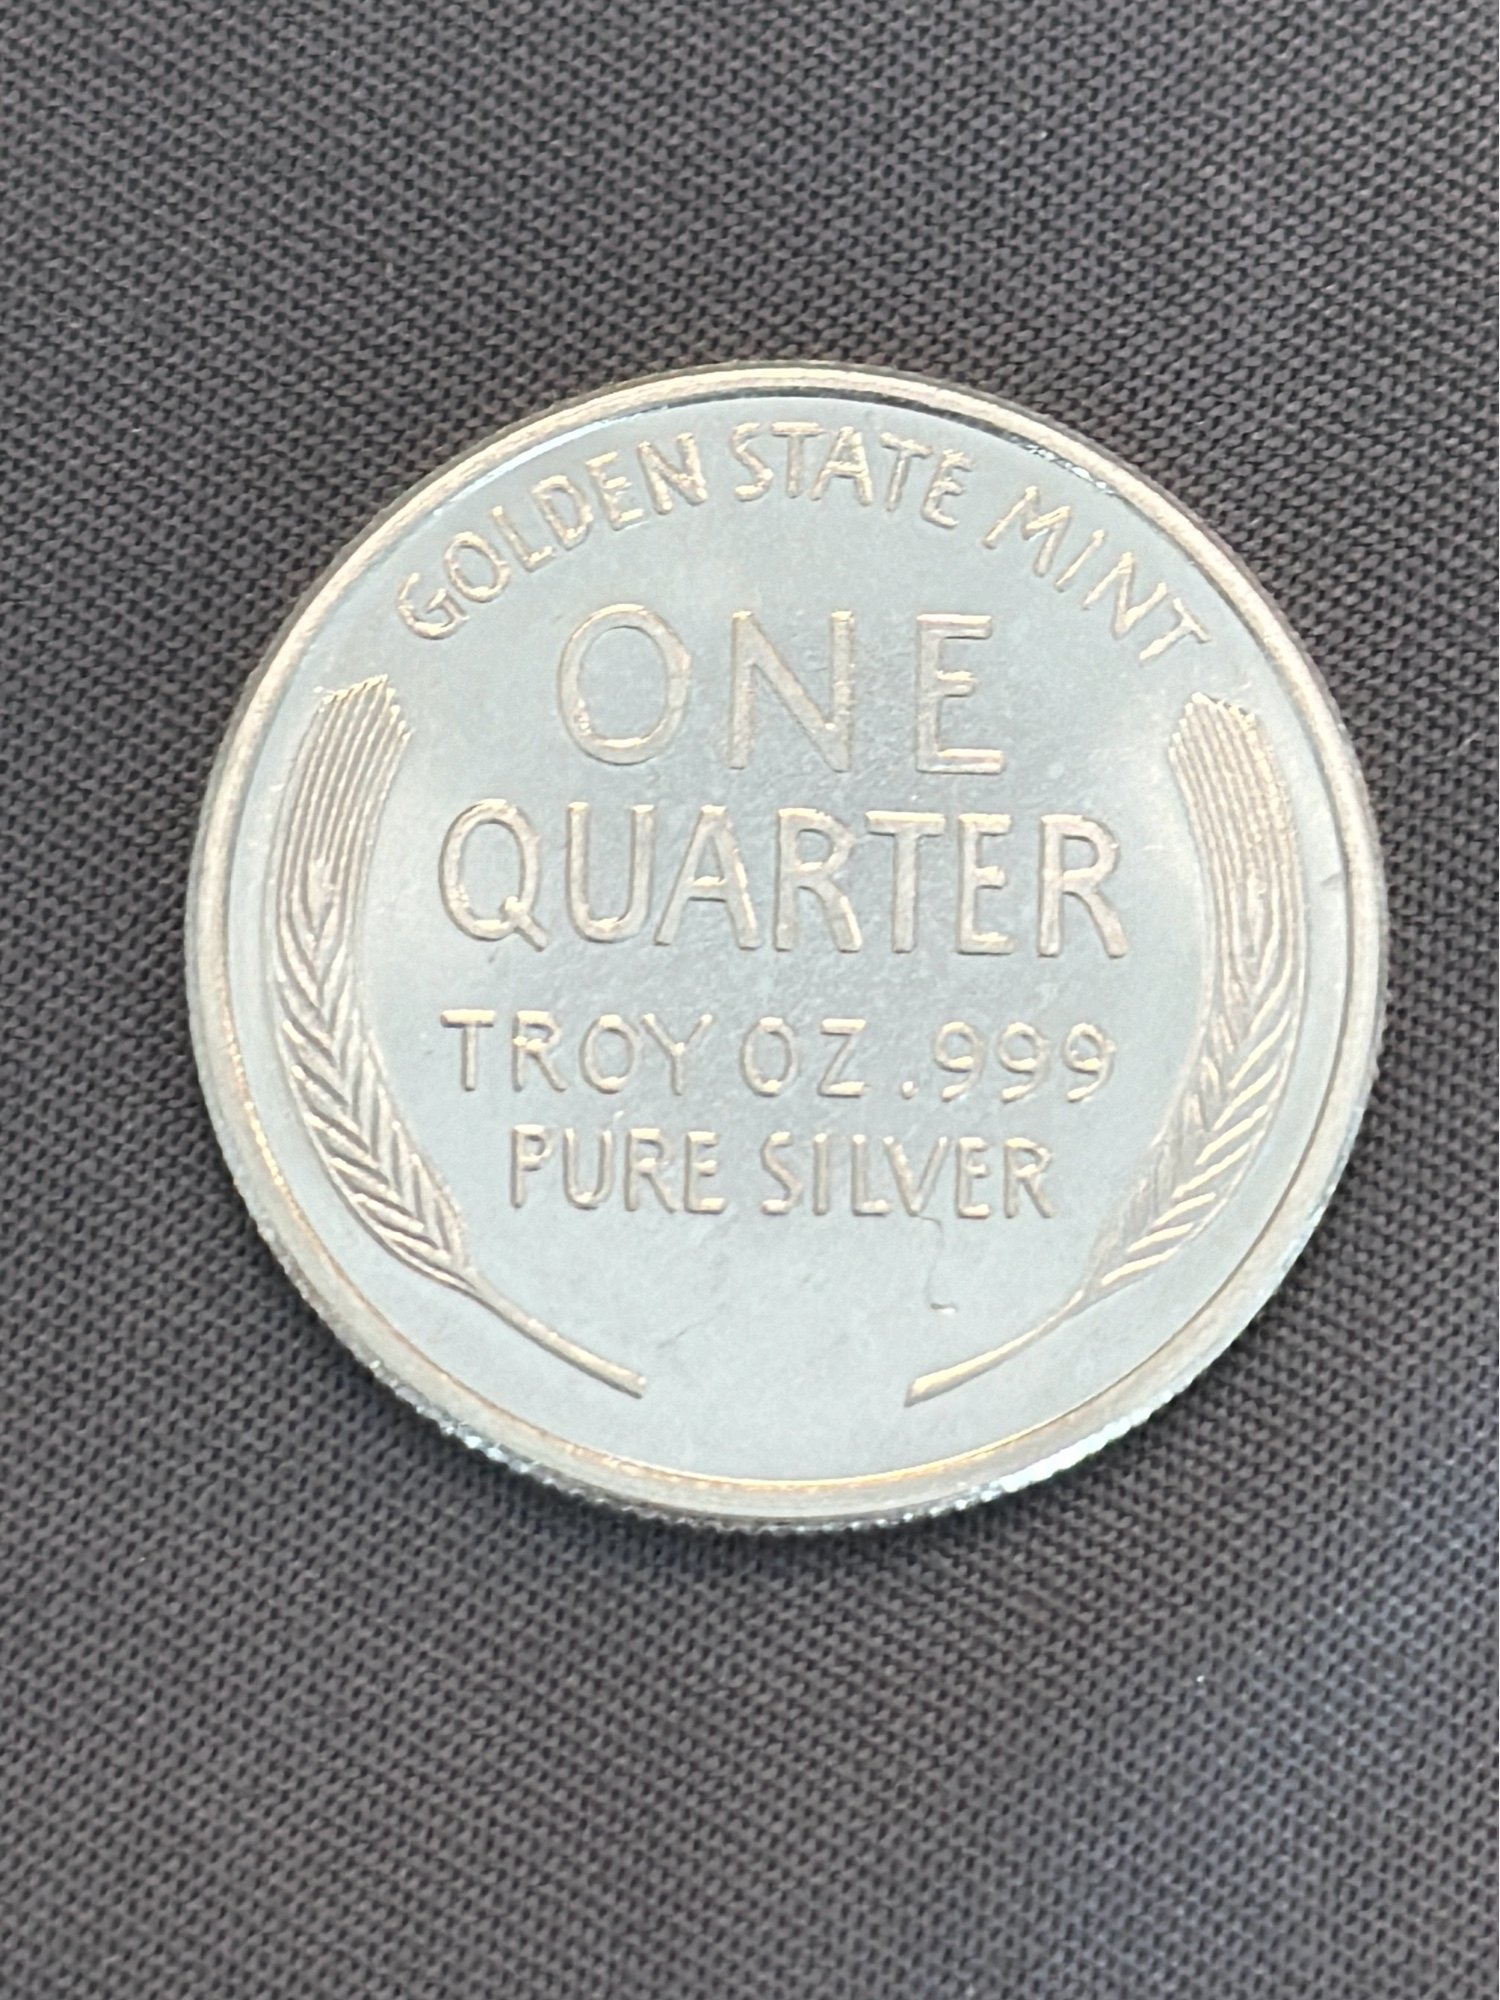 GOLDEN STATE MINT
ONE
QUARTER
TROY OZ .999
PURE SILVER